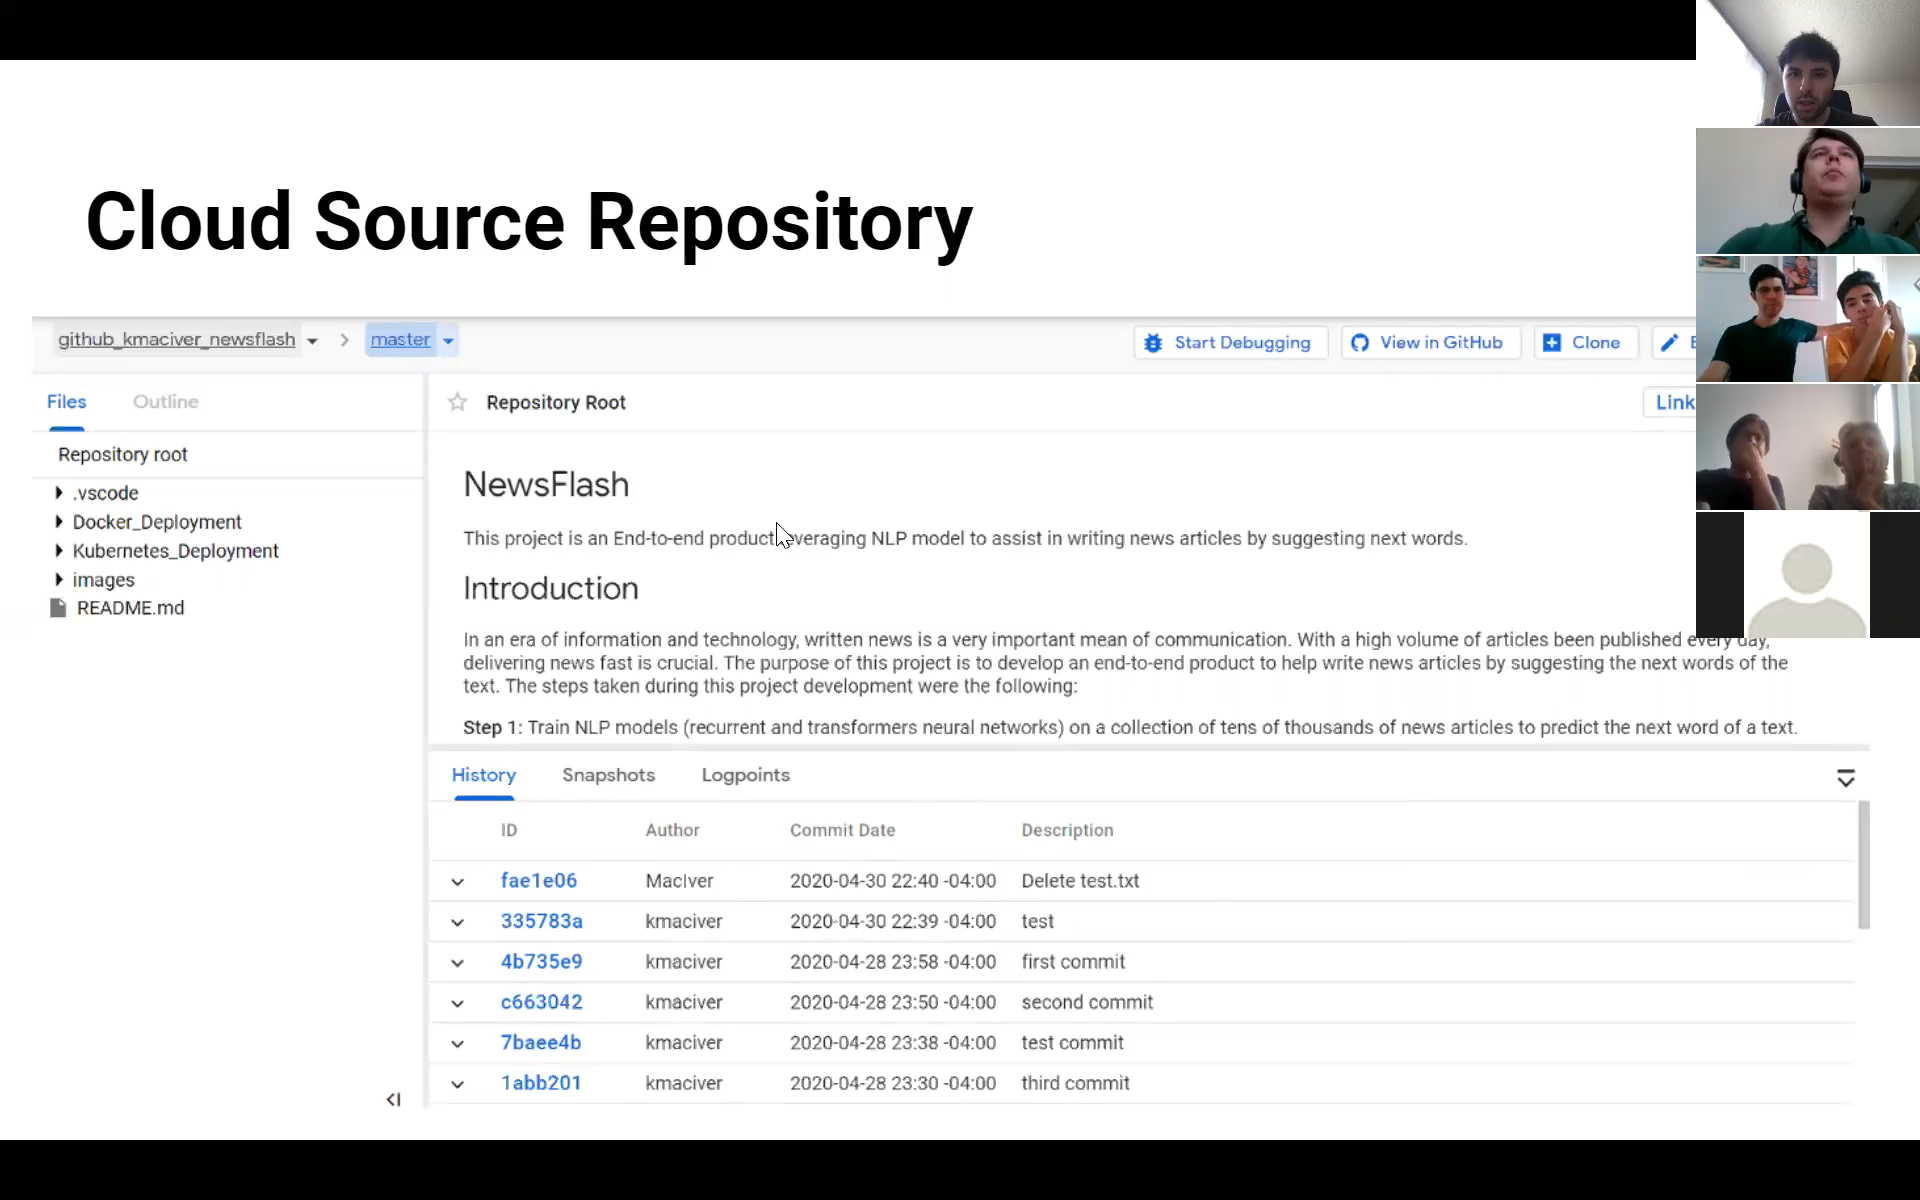 Cloud Source Repository
github_kmaciver_newsflash
master
Start Debugging
View in GitHub
Clone
Files
Outline
Repository Root
Link
Repository root
.vscode
Docker_Deployment
Kubernetes_Deployment
images
README.md
NewsFlash
This project is an End-to-end product everaging NLP model to assist in writing news articles by suggesting next words.
Introduction
In an era of information and technology, written news is a very important mean of communication. With a high volume of articles been published every day,
delivering news fast is crucial. The purpose of this project is to develop an end-to-end product to help write news articles by suggesting the next words of the
text. The steps taken during this project development were the following:
Step 1: Train NLP models (recurrent and transformers neural networks) on a collection of tens of thousands of news articles to predict the next word of a text.
History
Snapshots
Logpoints
ID Author Commit Date Description
fae1e06 MacIver 2020-04-30 22:40 -04:00 Delete test.txt
335783a kmaciver 2020-04-30 22:39 -04:00 test
4b735e9 kmaciver 2020-04-28 23:58 -04:00 first commit
c663042 kmaciver 2020-04-28 23:50 -04:00 second commit
7baee4b kmaciver 2020-04-28 23:38 -04:00 test commit
1abb201 kmaciver 2020-04-28 23:30 -04:00 third commit